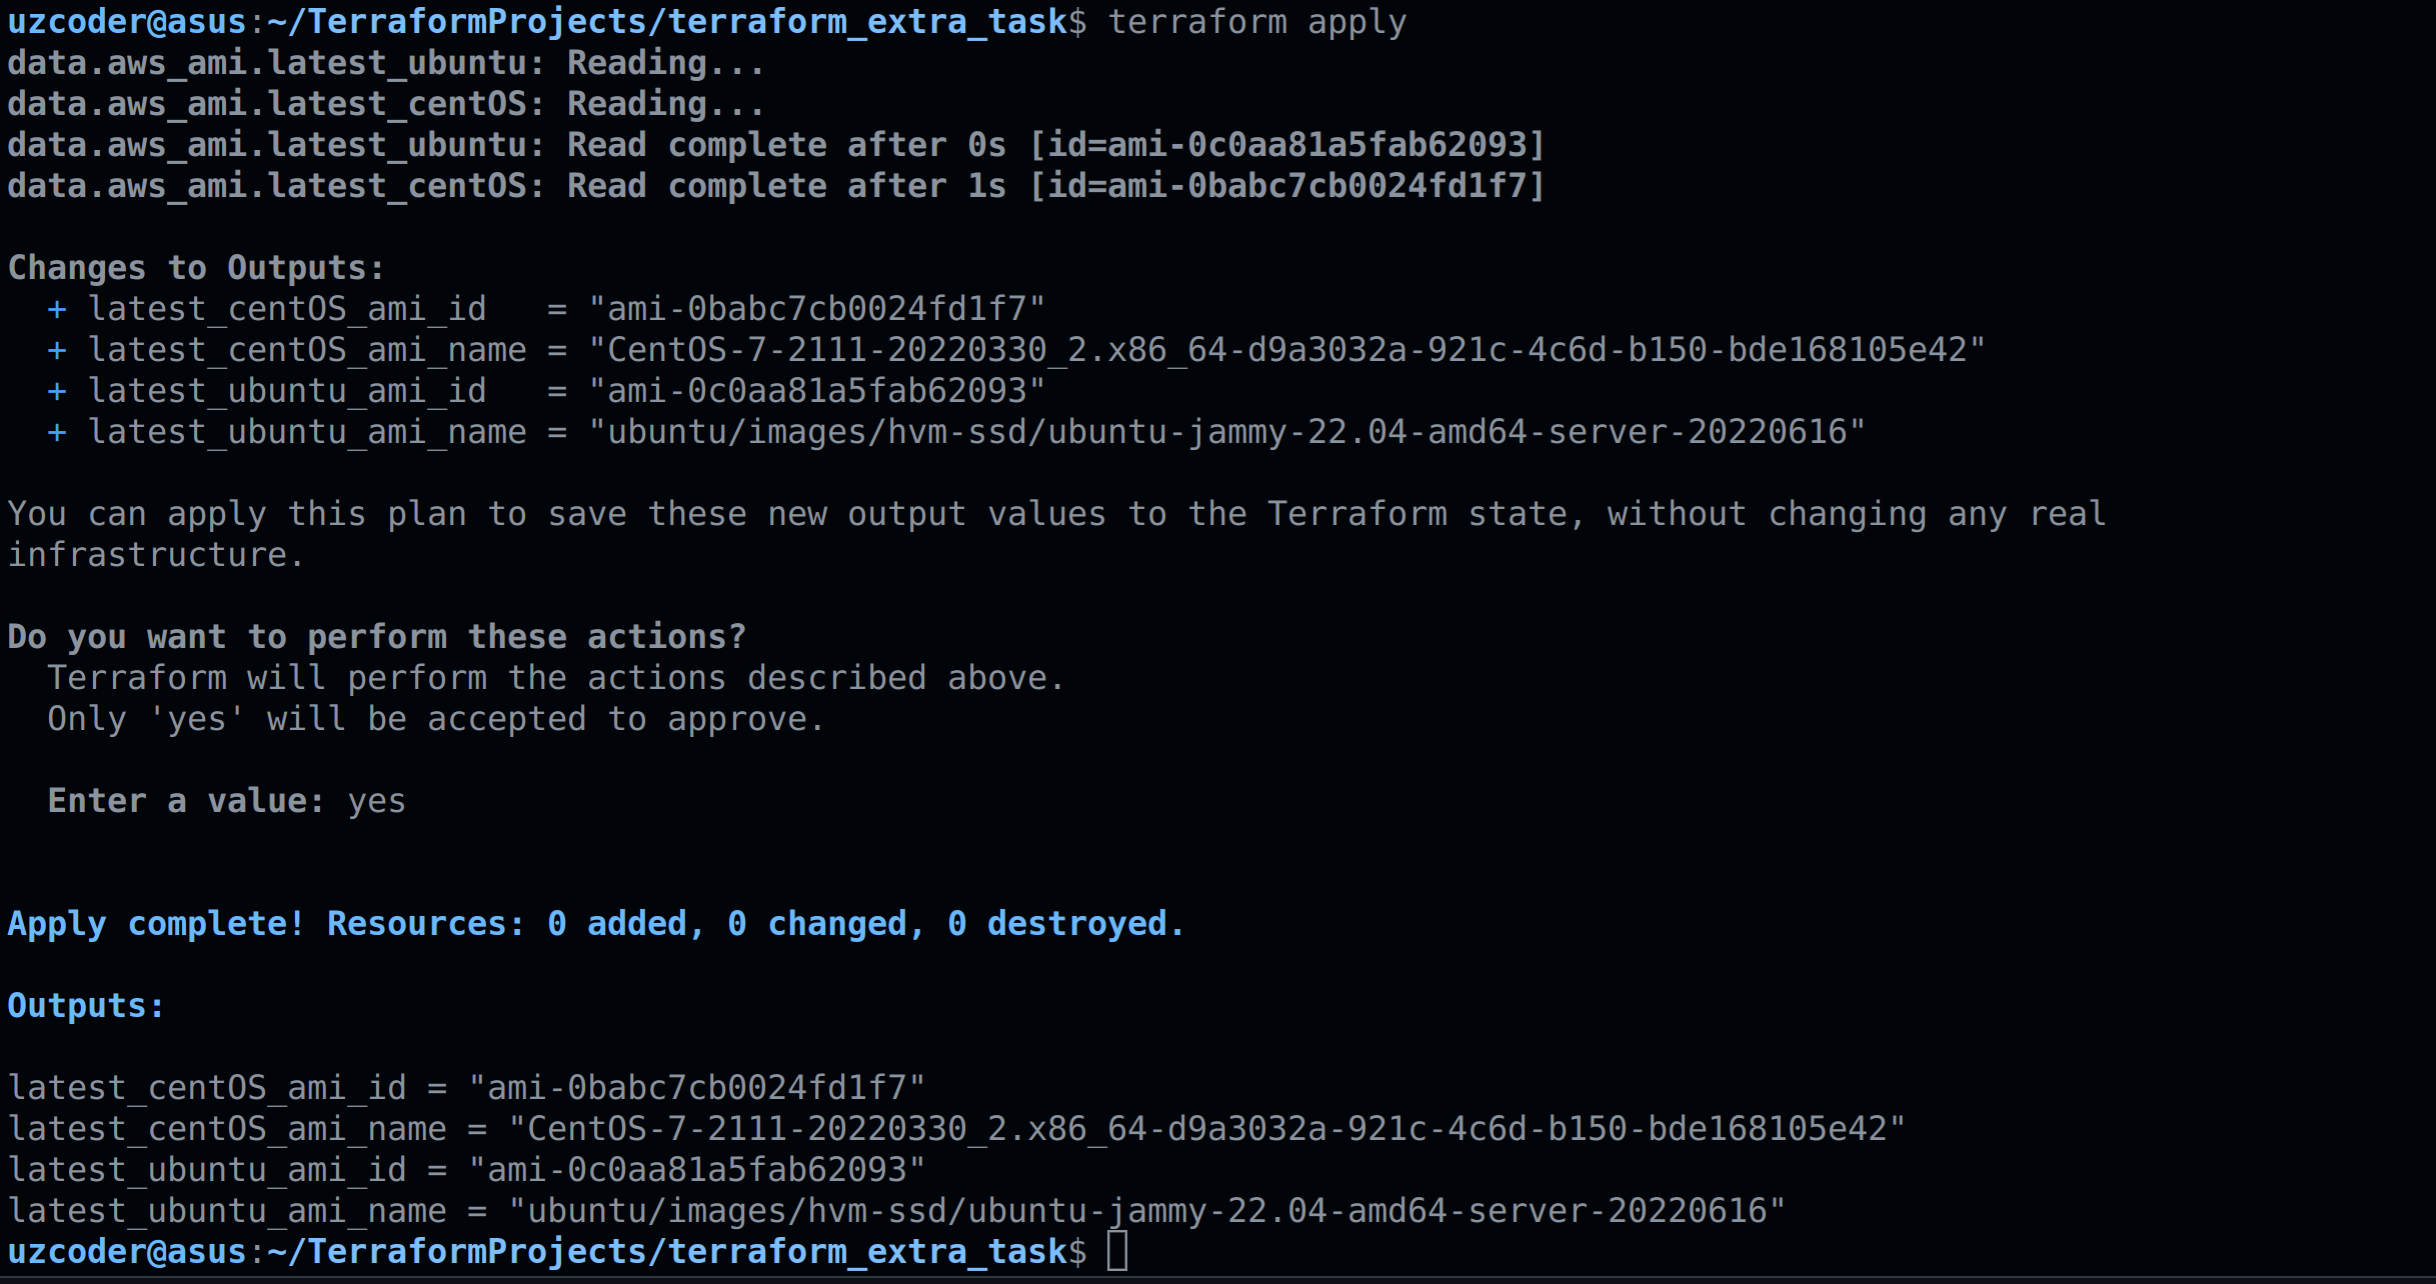 uzcoder@asus:~/TerraformProjects/terraform_extra_task$ terraform apply
data.aws_ami.latest_ubuntu: Reading...
data.aws_ami.latest_centOS: Reading...
data.aws_ami.latest_ubuntu: Read complete after 0s [id=ami-0c0aa81a5fab62093]
data.aws_ami.latest_centOS: Read complete after 1s [id=ami-0babc7cb0024fd1f7]

Changes to Outputs:
  + latest_centOS_ami_id   = "ami-0babc7cb0024fd1f7"
  + latest_centOS_ami_name = "CentOS-7-2111-20220330_2.x86_64-d9a3032a-921c-4c6d-b150-bde168105e42"
  + latest_ubuntu_ami_id   = "ami-0c0aa81a5fab62093"
  + latest_ubuntu_ami_name = "ubuntu/images/hvm-ssd/ubuntu-jammy-22.04-amd64-server-20220616"

You can apply this plan to save these new output values to the Terraform state, without changing any real
infrastructure.

Do you want to perform these actions?
  Terraform will perform the actions described above.
  Only 'yes' will be accepted to approve.

  Enter a value: yes

Apply complete! Resources: 0 added, 0 changed, 0 destroyed.

Outputs:

latest_centOS_ami_id = "ami-0babc7cb0024fd1f7"
latest_centOS_ami_name = "CentOS-7-2111-20220330_2.x86_64-d9a3032a-921c-4c6d-b150-bde168105e42"
latest_ubuntu_ami_id = "ami-0c0aa81a5fab62093"
latest_ubuntu_ami_name = "ubuntu/images/hvm-ssd/ubuntu-jammy-22.04-amd64-server-20220616"
uzcoder@asus:~/TerraformProjects/terraform_extra_task$